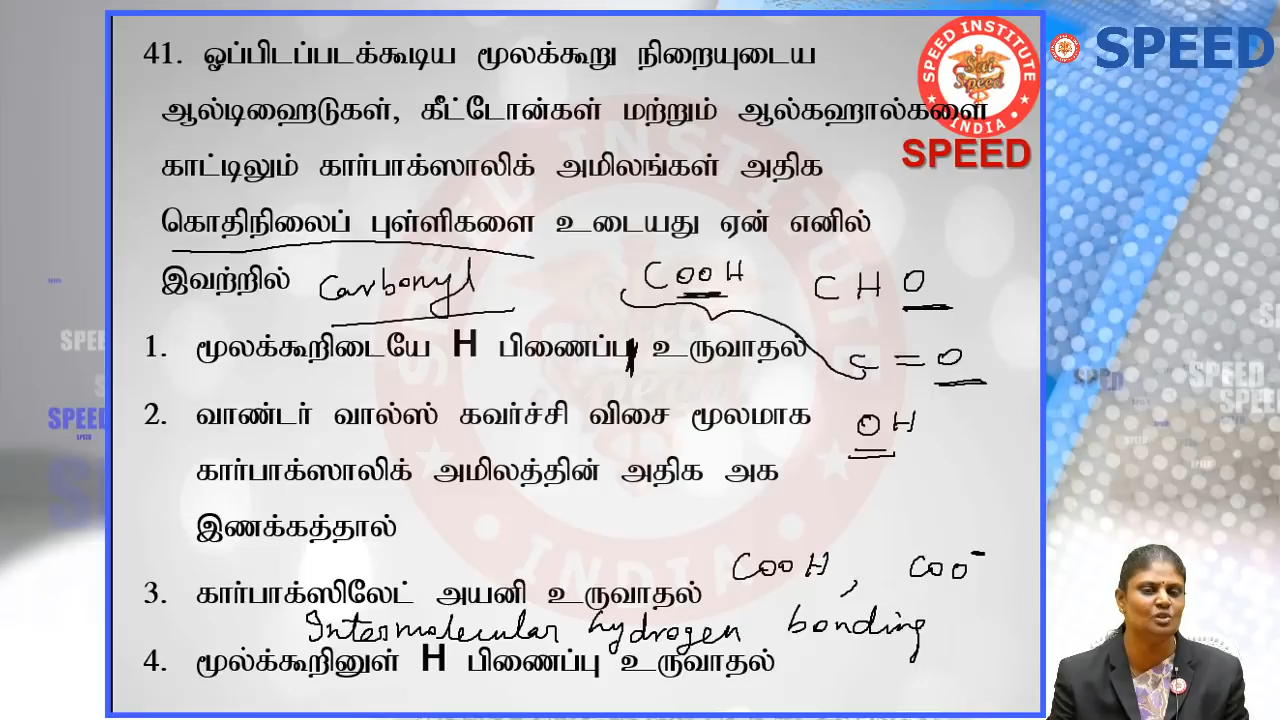 SPEED INSTITUTE
Sai Speed
INDIA
SPEED
SPEED
41. ஒப்பிடப்படக்கூடிய மூலக்கூறு நிறையுடைய
ஆல்டிஹைடுகள், கீட்டோன்கள் மற்றும் ஆல்கஹால்களை
காட்டிலும் கார்பாக்ஸாலிக் அமிலங்கள் அதிக
கொதிநிலைப் புள்ளிகளை உடையது ஏன் எனில்
இவற்றில் Carbonyl COOH CHO
1. மூலக்கூறிடையே H பிணைப்பு உருவாதல் C=O
2. வாண்டர் வால்ஸ் கவர்ச்சி விசை மூலமாக OH
கார்பாக்ஸாலிக் அமிலத்தின் அதிக அக
இணக்கத்தால்
COOH, COO⁻
3. கார்பாக்ஸிலேட் அயனி உருவாதல்
Intermolecular hydrogen bonding
4. மூல்க்கூறினுள் H பிணைப்பு உருவாதல்